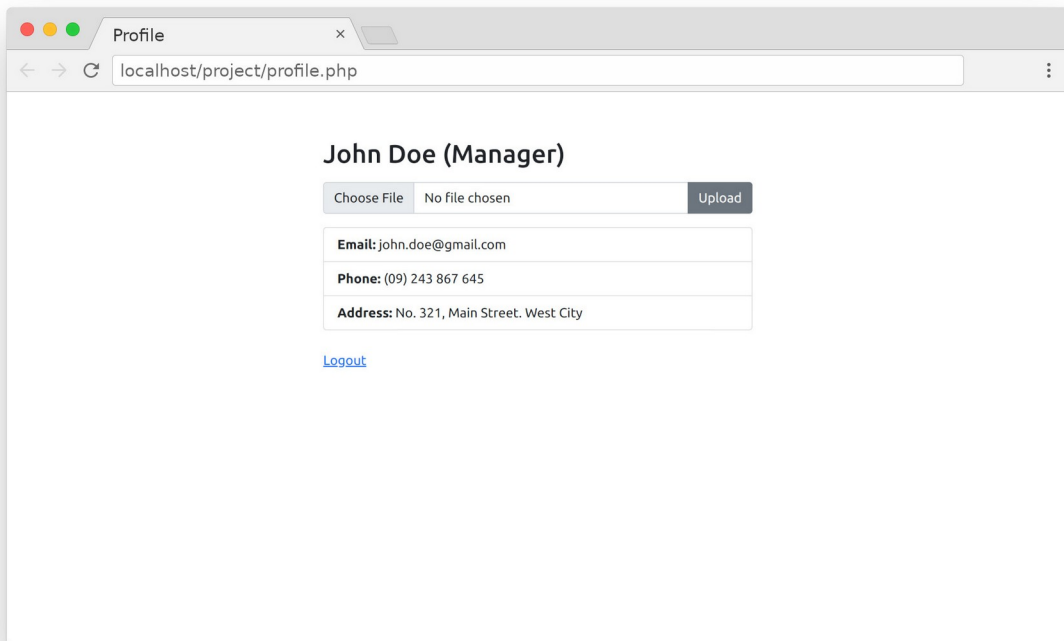 Profile
localhost/project/profile.php
John Doe (Manager)
Choose File No file chosen Upload
Email: john.doe@gmail.com
Phone: (09) 243 867 645
Address: No. 321, Main Street. West City
Logout